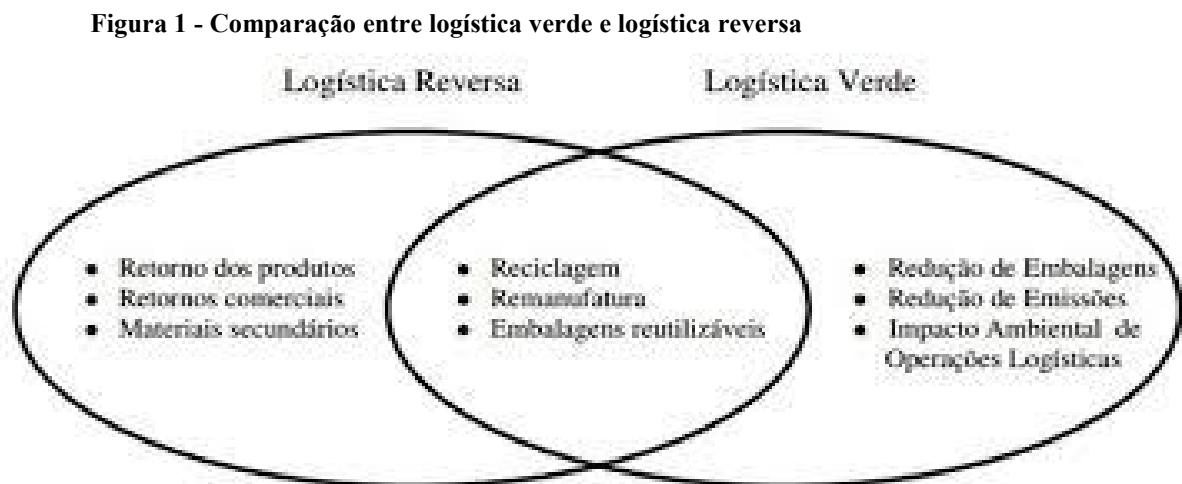 Figura 1 - Comparação entre logística verde e logística reversa
Logística Reversa
Logística Verde
• Retorno dos produtos
• Retornos comerciais
• Materiais secundários
• Reciclagem
• Remanufatura
• Embalagens reutilizáveis
• Redução de Embalagens
• Redução de Emissões
• Impacto Ambiental de
Operações Logísticas